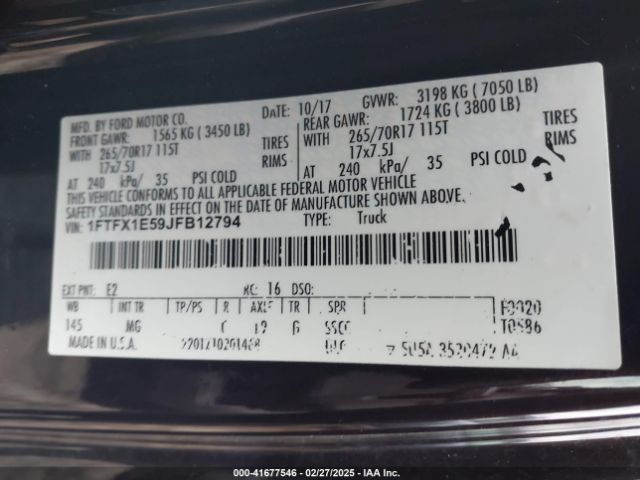 MFD. BY FORD MOTOR CO.
DATE: 10/17 GVWR: 3198 KG ( 7050 LB)
FRONT GAWR: 1565 KG ( 3450 LB)
REAR GAWR: 1724 KG ( 3800 LB)
WITH 265/70R17 115T TIRES
265/70R17 115T TIRES
17x7.5J RIMS
17x7.5J RIMS
AT 240 kPa/ 35 PSI COLD
AT 240 kPa/ 35 PSI COLD
THIS VEHICLE CONFORMS TO ALL APPLICABLE FEDERAL MOTOR VEHICLE
SAFETY STANDARDS IN EFFECT ON THE DATE OF MANUFACTURE SHOWN ABOVE.
VIN: 1FTFX1E59JFB12794 TYPE: Truck
EXT PNT: E2 RC: 16 DSO:
WB INT TR TP/PS R AXLE TR SPR
145 MG 19 6
T0586
MADE IN U.S.A.
000-41677546 — 02/27/2025 — IAA Inc.